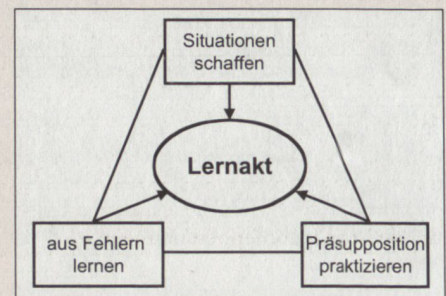 Situationen
schaffen
Lernakt
aus Fehlern
lernen
Präsupposition
praktizieren